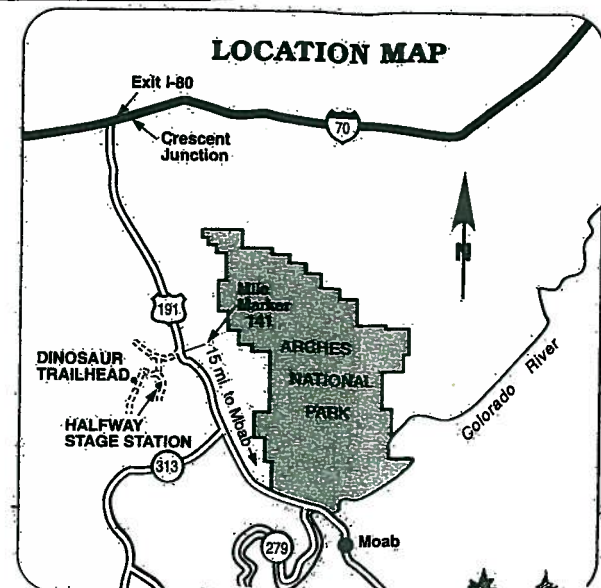 LOCATION MAP
Exit I-80
Crescent
Junction
70
N
191
Mile
Marker
141
ARCHES
NATIONAL
PARK
15 mi. to Moab
DINOSAUR
TRAILHEAD
HALFWAY
STAGE STATION
Colorado River
313
279
Moab